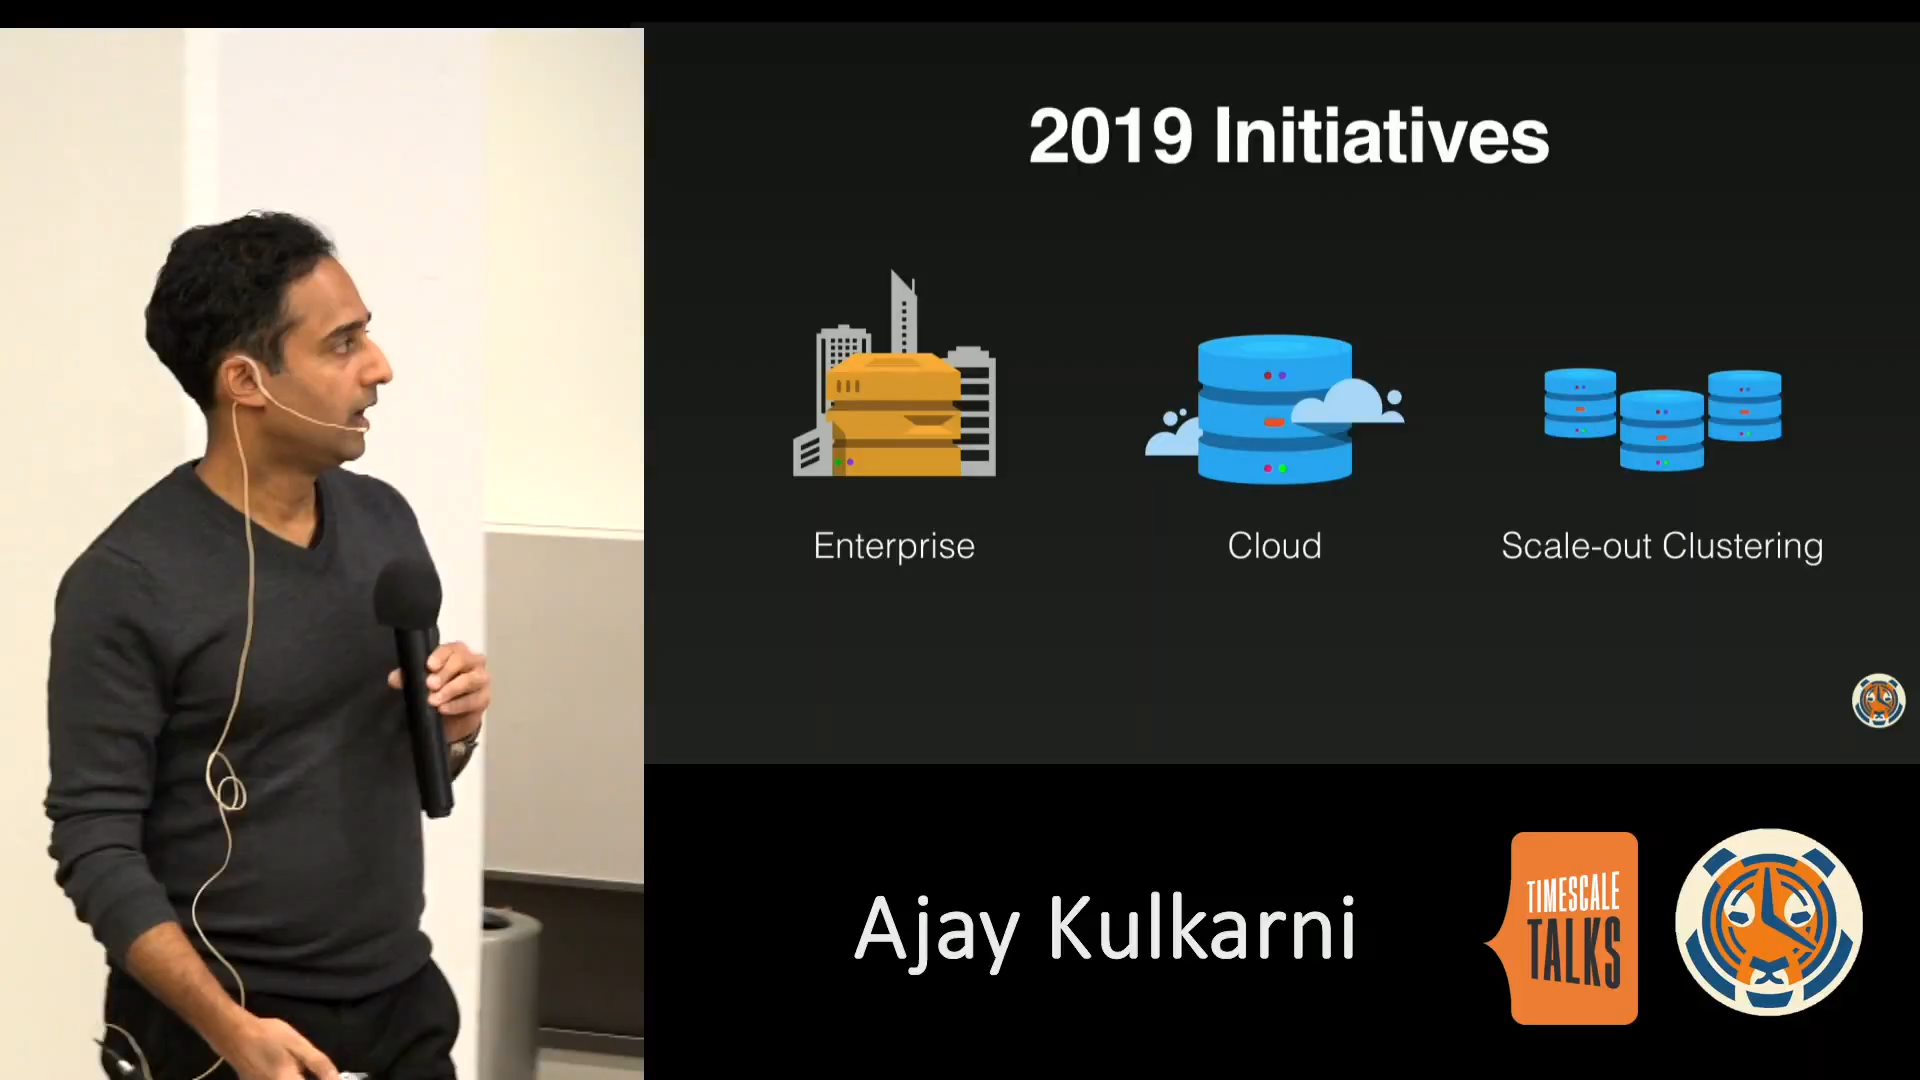 2019 Initiatives
Enterprise
Cloud
Scale-out Clustering
Ajay Kulkarni
TIMESCALE
TALKS